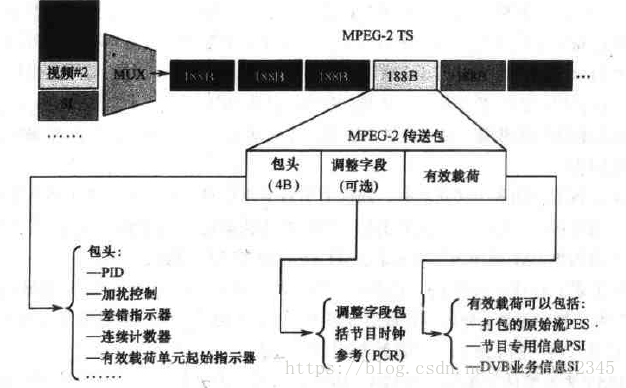 MPEG-2 TS
视频#2
MUX
SI
188B
188B
188B
188B
188B
...
......
MPEG-2 传送包
包头
(4B)
调整字段
(可选)
有效载荷
包头:
—PID
—加扰控制
—差错指示器
—连续计数器
—有效载荷单元起始指示器
......
调整字段包
括节目时钟
参考(PCR)
有效载荷可以包括:
—打包的原始流PES
—节目专用信息PSI
—DVB业务信息SI